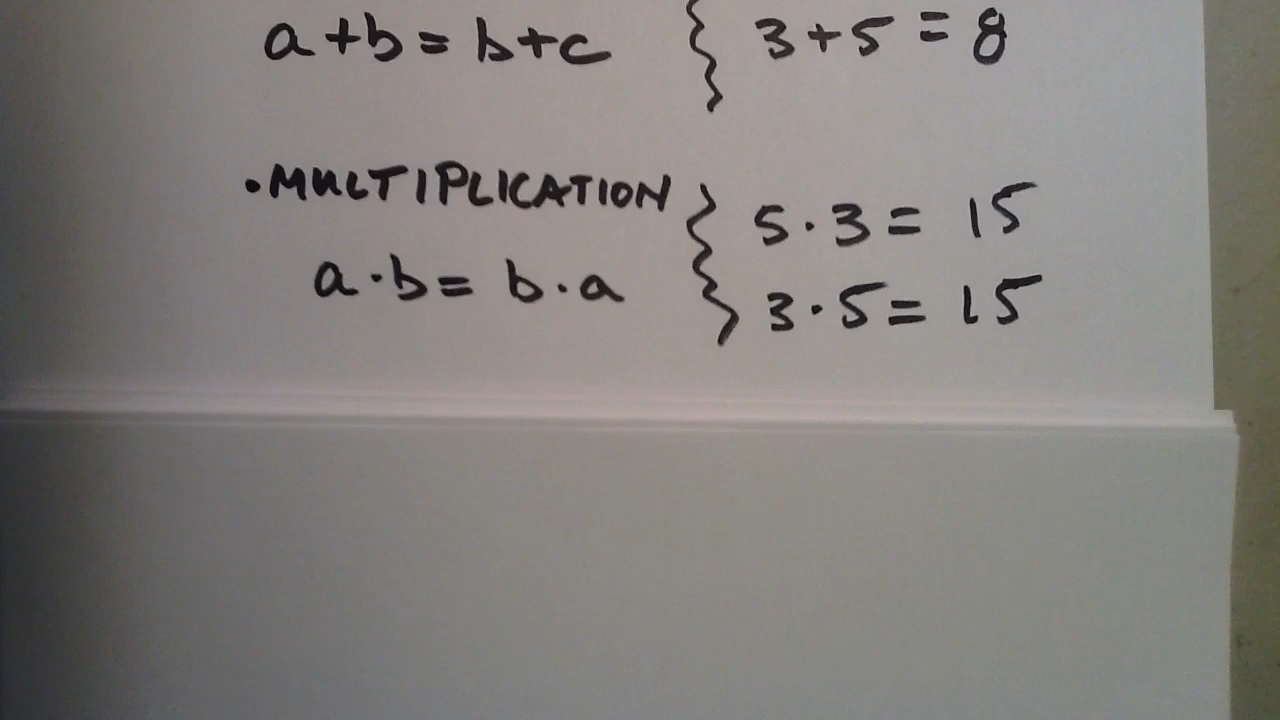 a+b=b+c 3+5=8
•MULTIPLICATION 5·3=15
a·b=b·a 3·5=15